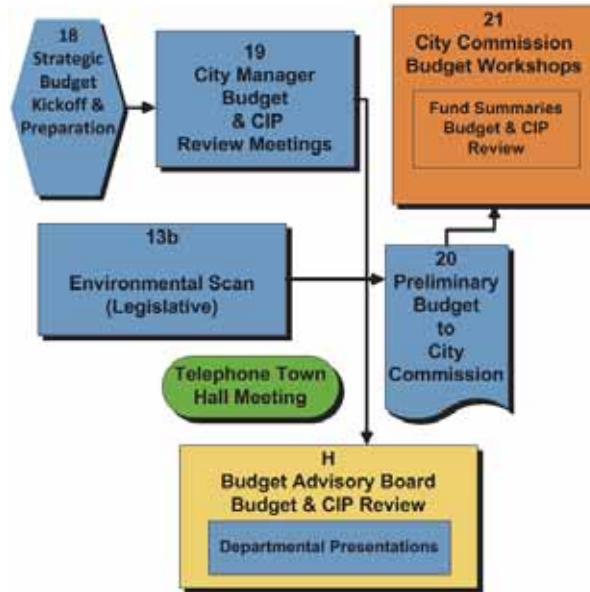 18
Strategic
Budget
Kickoff &
Preparation
19
City Manager
Budget
& CIP
Review Meetings
21
City Commission
Budget Workshops
Fund Summaries
Budget & CIP
Review
13b
Environmental Scan
(Legislative)
20
Preliminary
Budget
to
City
Commission
Telephone Town
Hall Meeting
H
Budget Advisory Board
Budget & CIP Review
Departmental Presentations